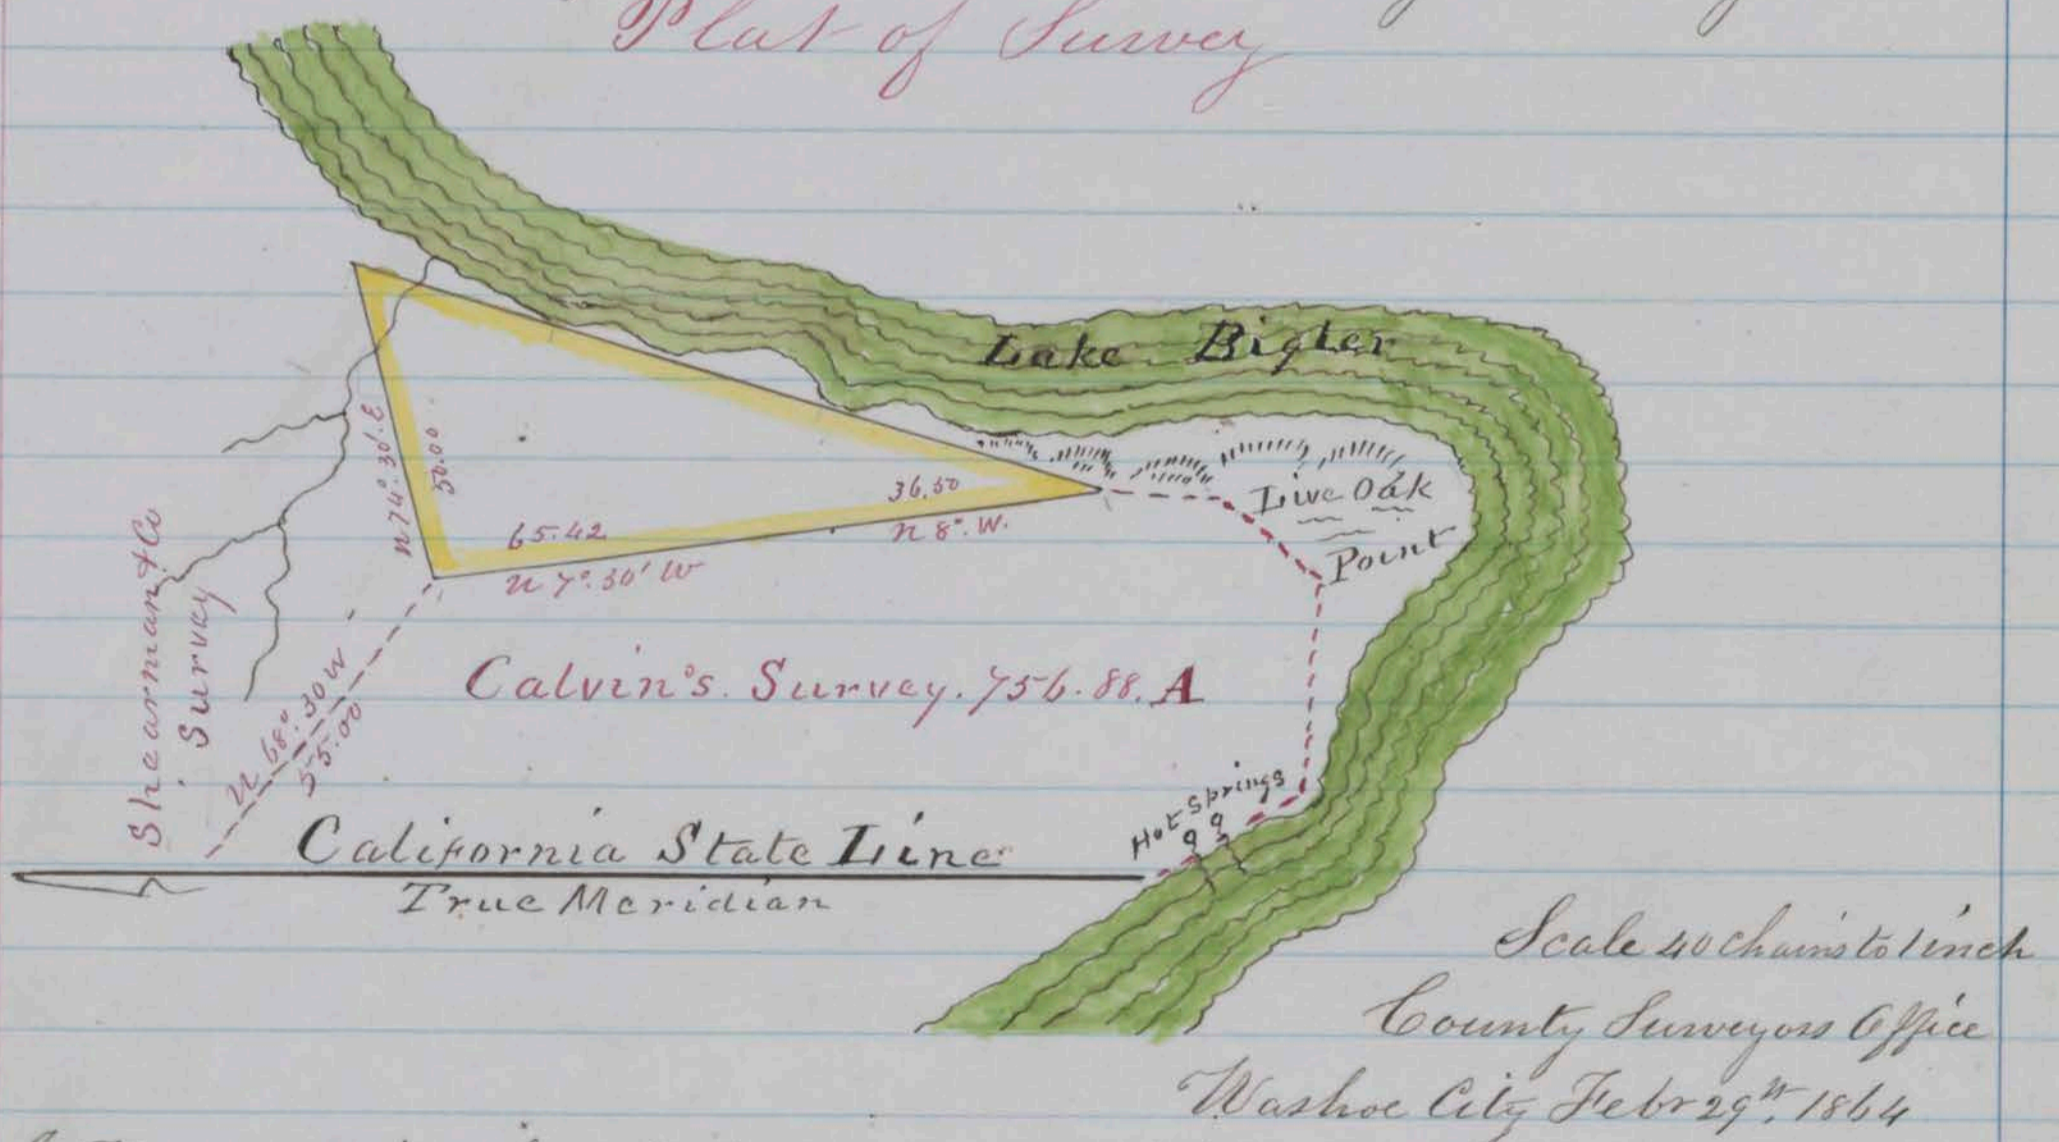 Plat of Survey
Lake Bigler
N 74° 30' E
50.00
36.50
65.42
N 8° W.
N 7° 30' W
Live Oak
Point
Shearman & Co
Survey
Calvin's. Survey. 756.88. A
N 68° 30 W
55.00
Hot Springs
California State Line
True Meridian
Scale 40 Chains to 1 inch
County Surveyors Office
Washoe City Febr 29th, 1864